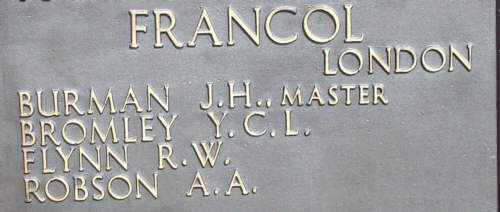 FRANCOL
LONDON
BURMAN J.H., MASTER
BROMLEY Y.C.L.
FLYNN R.W.
ROBSON A.A.